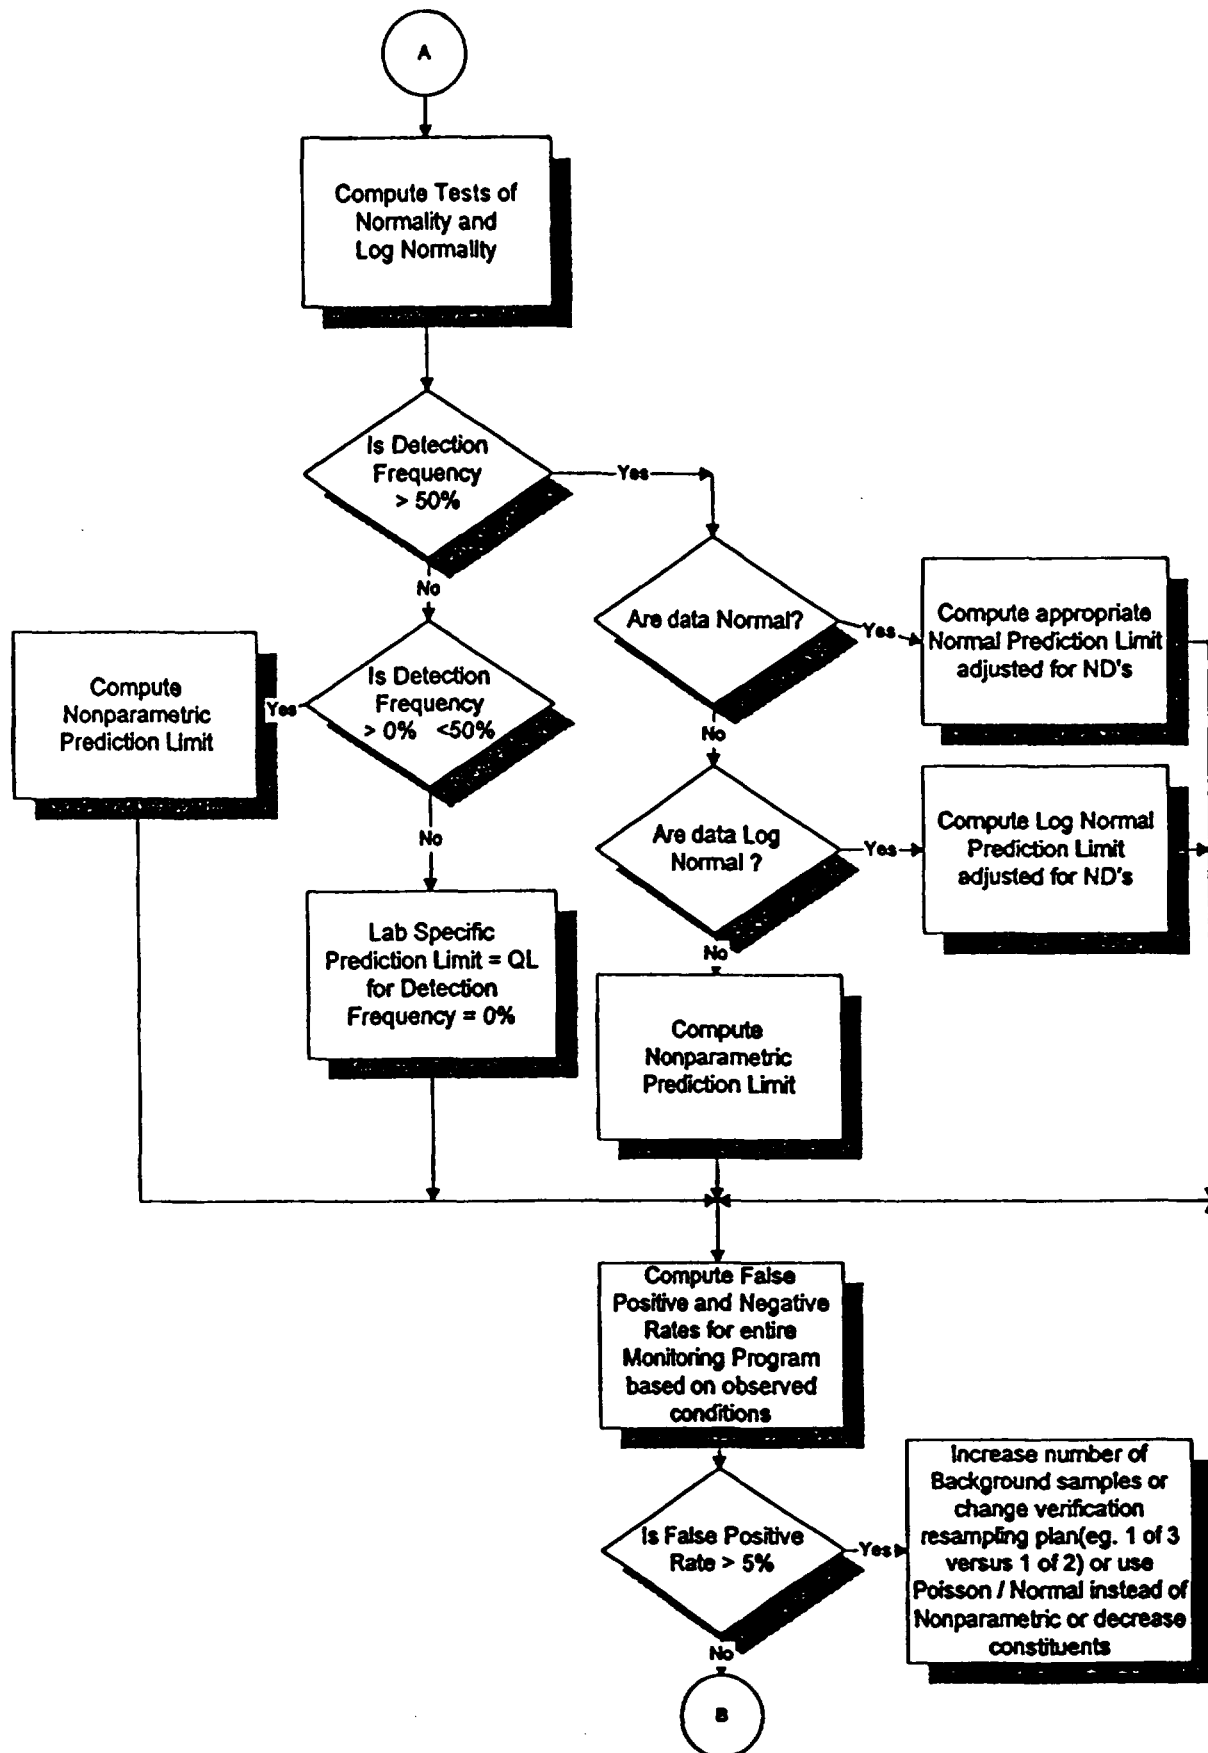 A
Compute Tests of
Normality and
Log Normality
Is Detection
Frequency
> 50%
Yes
No
Are data Normal?
Yes
Compute appropriate
Normal Prediction Limit
adjusted for ND's
Compute
Nonparametric
Prediction Limit
Yes
Is Detection
Frequency
> 0% <50%
No
No
Are data Log
Normal ?
Yes
Compute Log Normal
Prediction Limit
adjusted for ND's
Lab Specific
Prediction Limit = QL
for Detection
Frequency = 0%
No
Compute
Nonparametric
Prediction Limit
Compute False
Positive and Negative
Rates for entire
Monitoring Program
based on observed
conditions
Is False Positive
Rate > 5%
Yes
Increase number of
Background samples or
change verification
resampling plan(eg. 1 of 3
versus 1 of 2) or use
Poisson / Normal instead of
Nonparametric or decrease
constituents
No
B